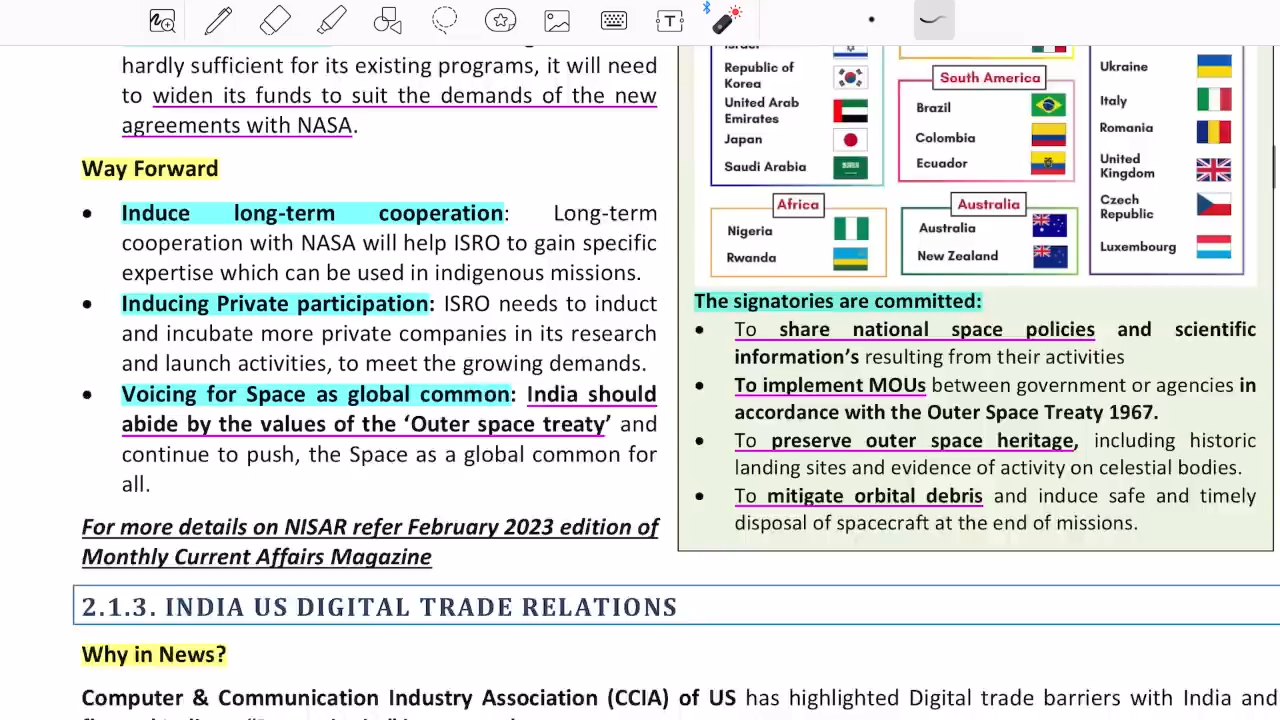 hardly sufficient for its existing programs, it will need
to widen its funds to suit the demands of the new
agreements with NASA.
Way Forward
• Induce long-term cooperation: Long-term
cooperation with NASA will help ISRO to gain specific
expertise which can be used in indigenous missions.
• Inducing Private participation: ISRO needs to induct
and incubate more private companies in its research
and launch activities, to meet the growing demands.
• Voicing for Space as global common: India should
abide by the values of the ‘Outer space treaty’ and
continue to push, the Space as a global common for
all.
For more details on NISAR refer February 2023 edition of
Monthly Current Affairs Magazine
Israel
Republic of
Korea
United Arab
Emirates
Japan
Saudi Arabia
South America
Brazil
Colombia
Ecuador
Ukraine
Italy
Romania
United
Kingdom
Czech
Republic
Luxembourg
Africa
Nigeria
Rwanda
Australia
Australia
New Zealand
The signatories are committed:
• To share national space policies and scientific
information’s resulting from their activities
• To implement MOUs between government or agencies in
accordance with the Outer Space Treaty 1967.
• To preserve outer space heritage, including historic
landing sites and evidence of activity on celestial bodies.
• To mitigate orbital debris and induce safe and timely
disposal of spacecraft at the end of missions.
2.1.3. INDIA US DIGITAL TRADE RELATIONS
Why in News?
Computer & Communication Industry Association (CCIA) of US has highlighted Digital trade barriers with India and